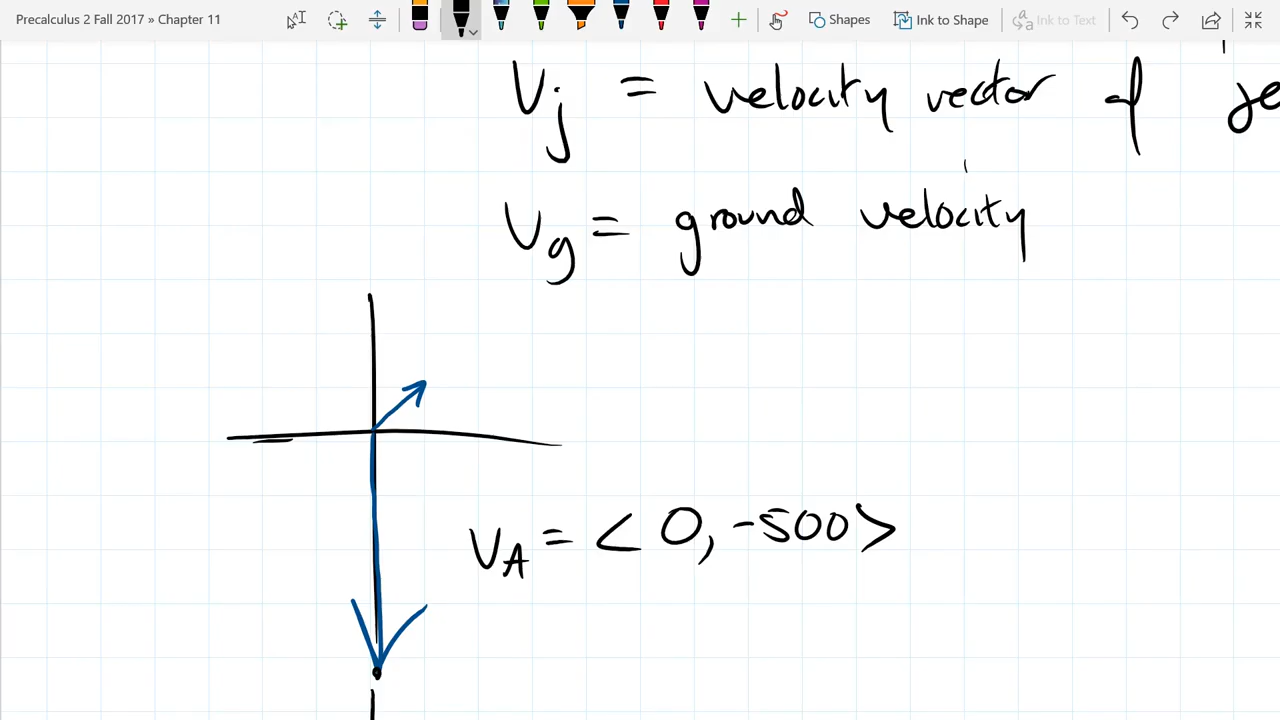 Precalculus 2 Fall 2017 » Chapter 11
Shapes Ink to Shape Ink to Text
Vj = velocity vector of
Vg = ground velocity
VA = < 0, -500>